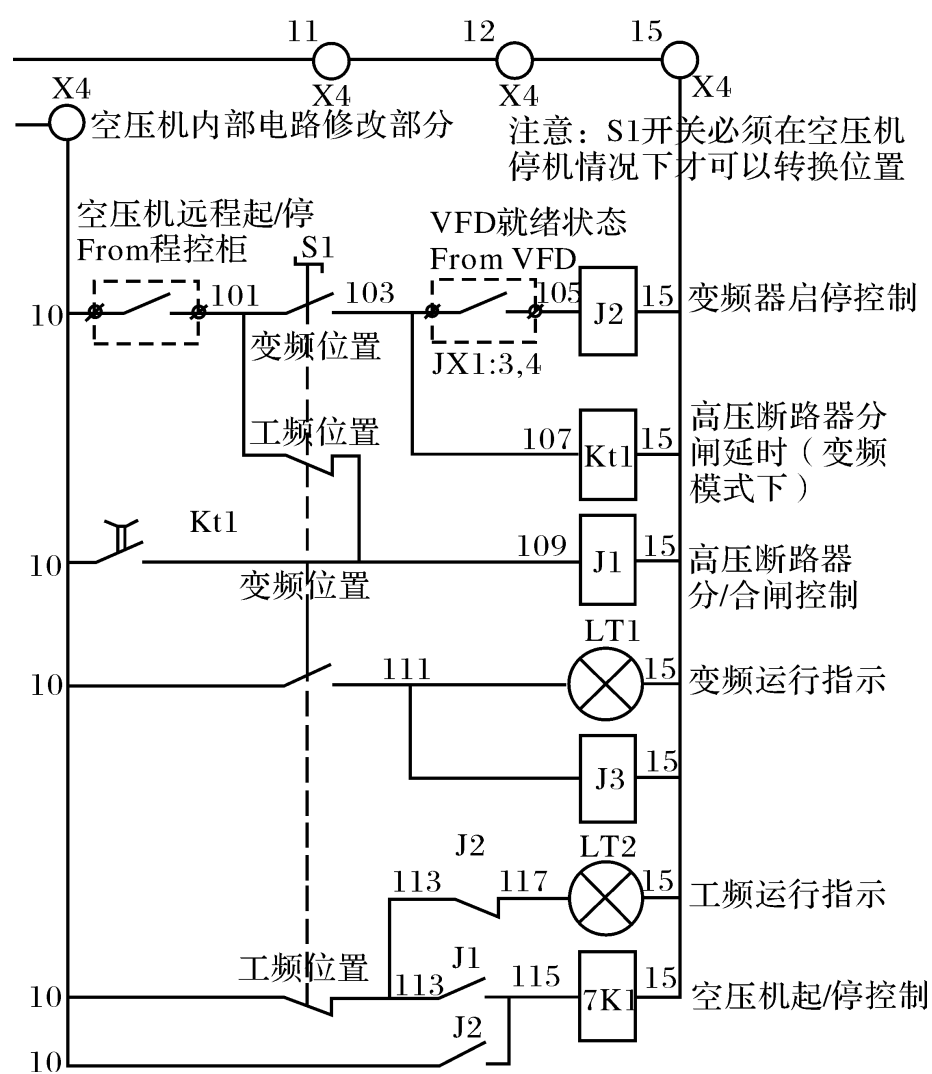 11
12
15
X4
X4
X4
X4
空压机内部电路修改部分
注意：S1开关必须在空压机
停机情况下才可以转换位置
空压机远程起/停
From程控柜
S1
VFD就绪状态
From VFD
10
101
103
105
J2
15
变频器启停控制
变频位置
JX1:3,4
工频位置
107
Kt1
15
高压断路器分
闸延时（变频
模式下）
Kt1
10
109
J1
15
高压断路器
分/合闸控制
变频位置
LT1
10
111
15
变频运行指示
J3
15
J2
LT2
113
117
15
工频运行指示
工频位置
J1
10
113
115
7K1
15
空压机起/停控制
J2
10